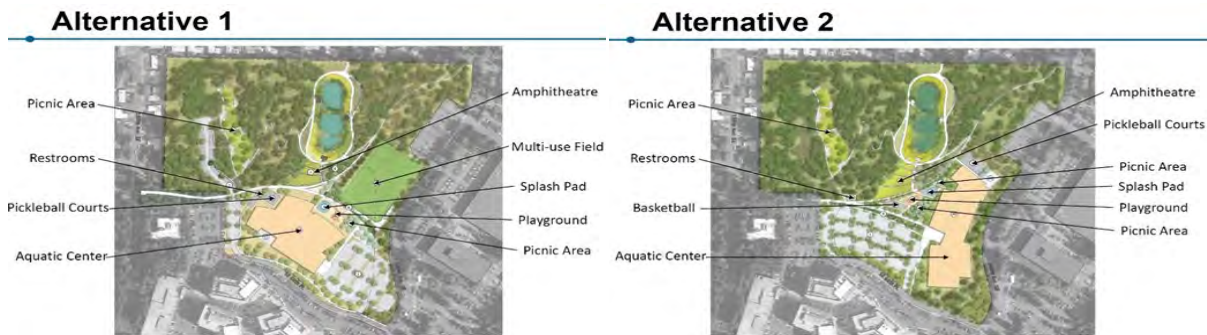 Alternative 1
Picnic Area
Restrooms
Pickleball Courts
Aquatic Center
Amphitheatre
Multi-use Field
Splash Pad
Playground
Picnic Area
Alternative 2
Picnic Area
Restrooms
Basketball
Aquatic Center
Amphitheatre
Pickleball Courts
Picnic Area
Splash Pad
Playground
Picnic Area